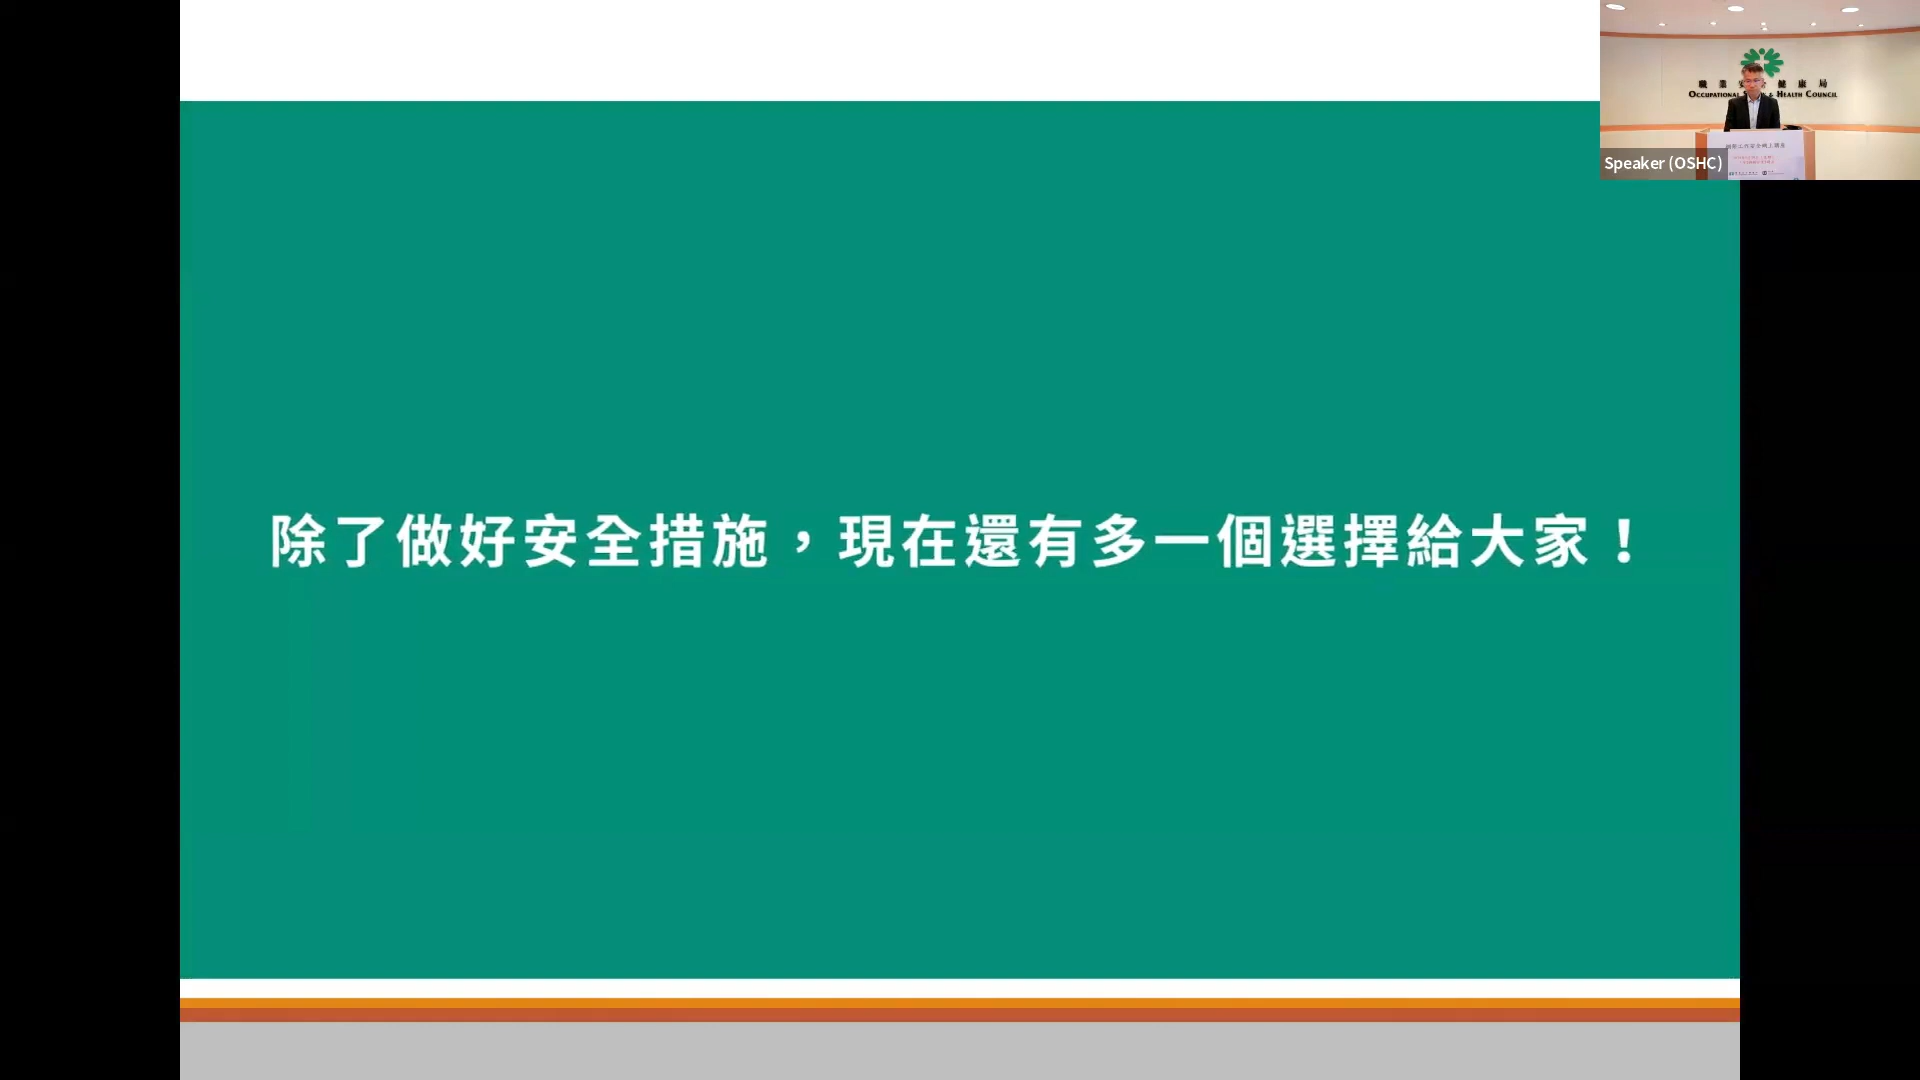 除了做好安全措施，現在還有多一個選擇給大家！
職業安全健康局
OCCUPATIONAL SAFETY & HEALTH COUNCIL
Speaker (OSHC)